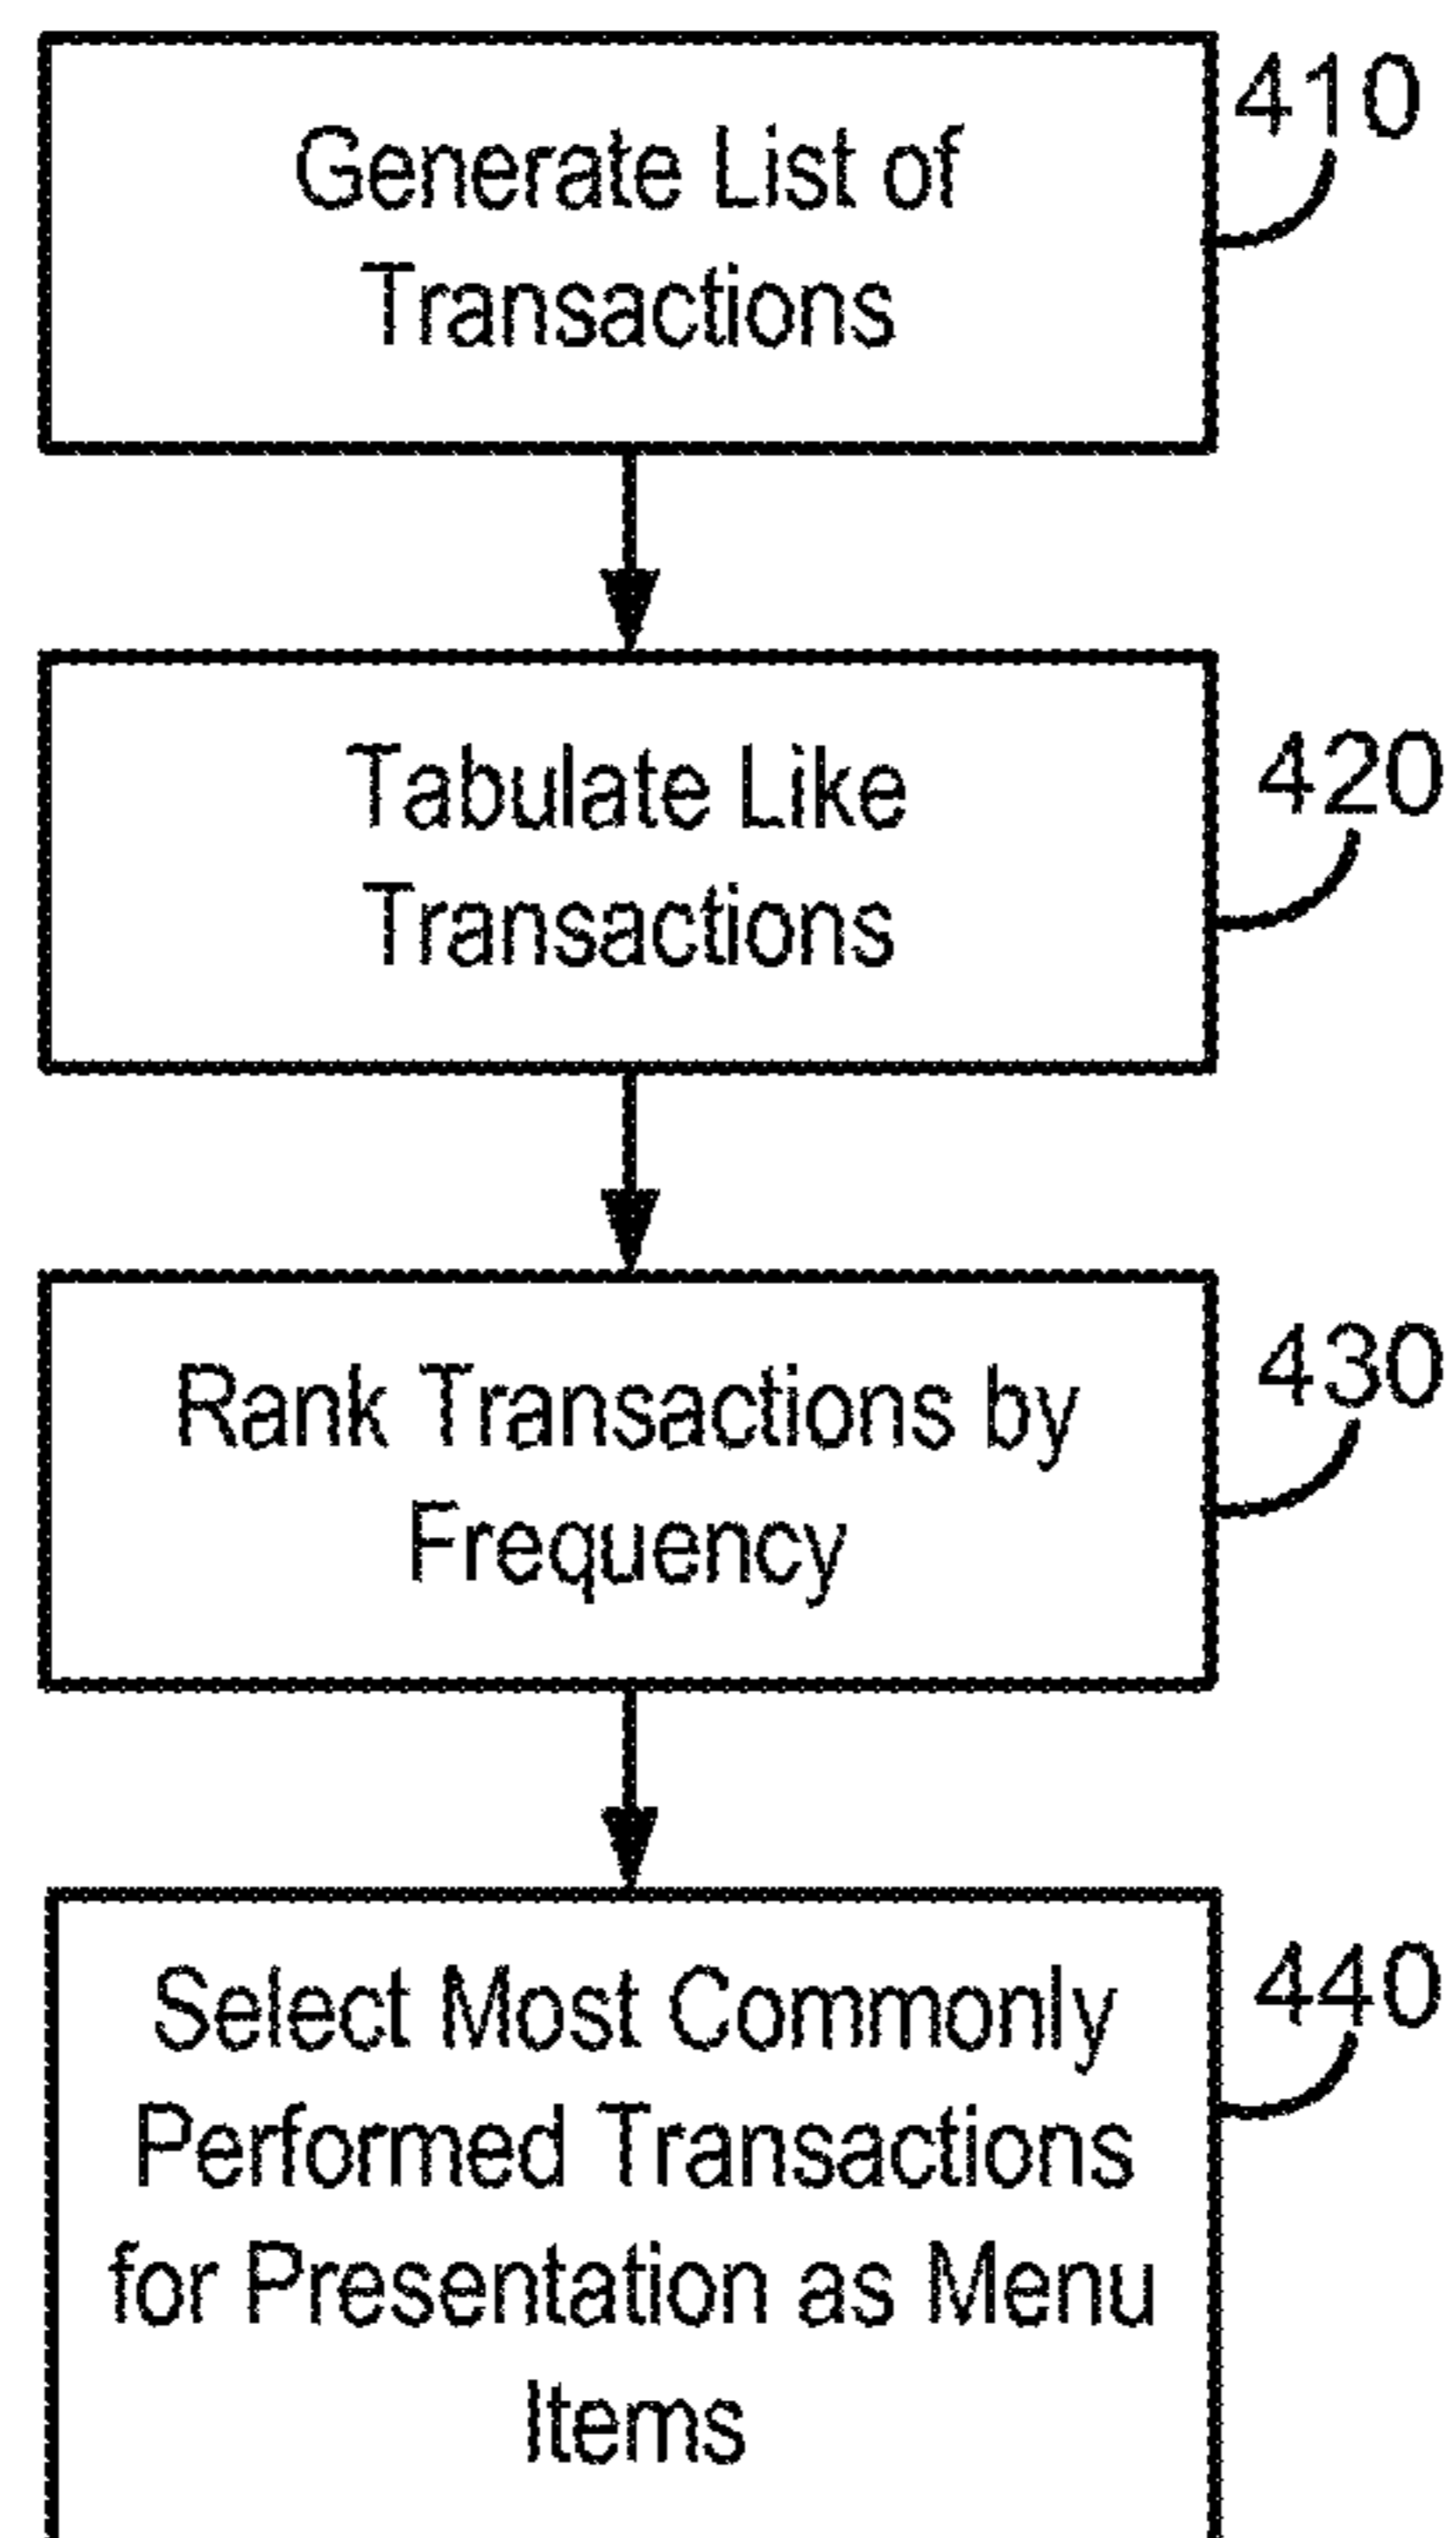 Generate List of
Transactions
410
Tabulate Like
Transactions
420
Rank Transactions by
Frequency
430
Select Most Commonly
Performed Transactions
for Presentation as Menu
Items
440